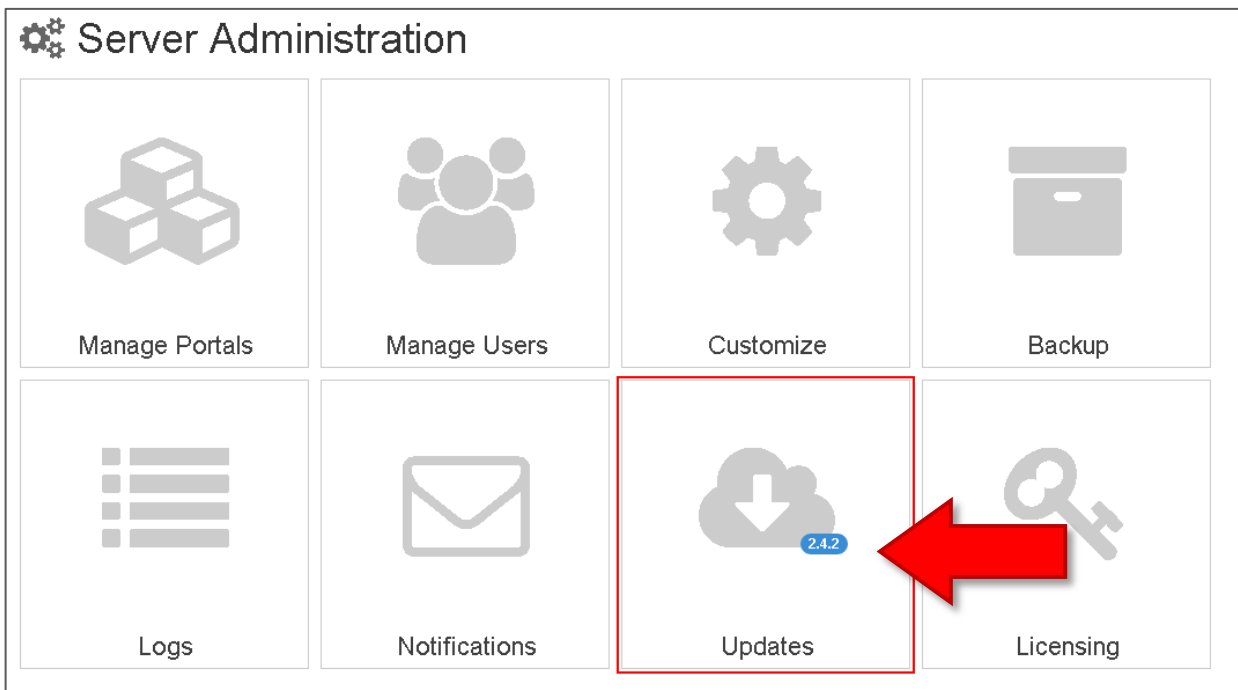 Server Administration
Manage Portals
Manage Users
Customize
Backup
2.4.2
Logs
Notifications
Updates
Licensing